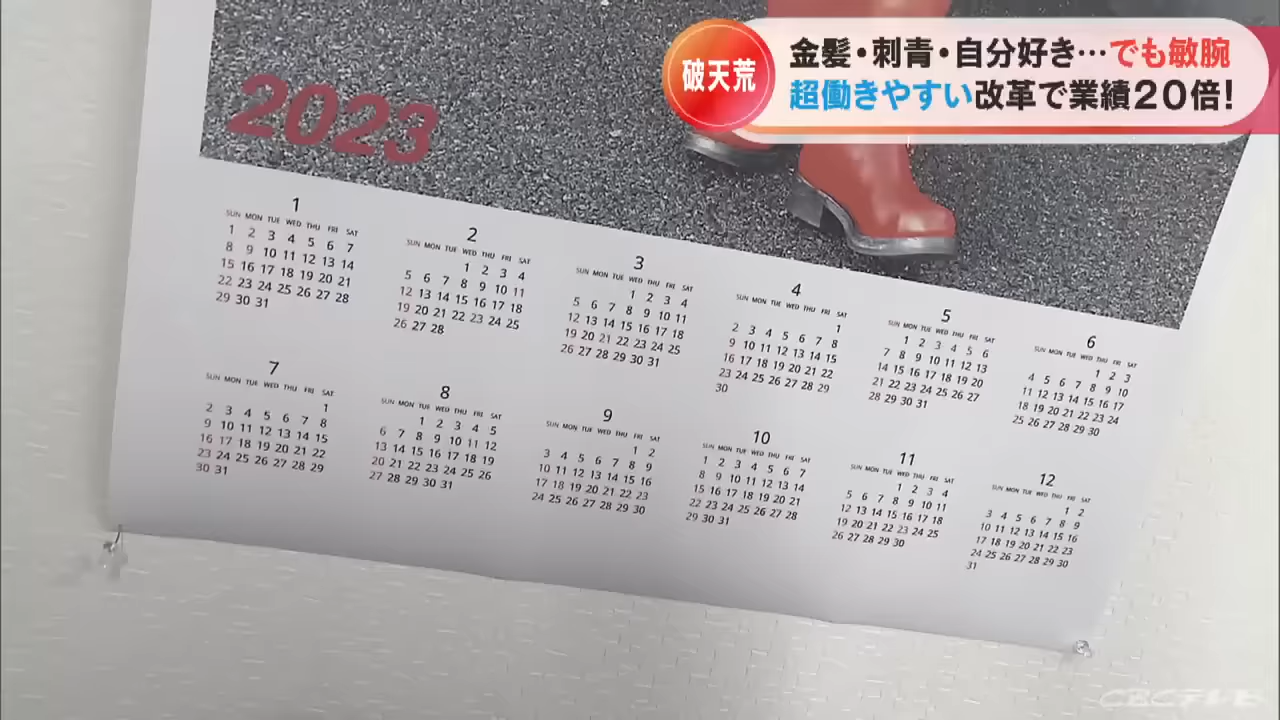 破天荒
金髪・刺青・自分好き…でも敏腕
超働きやすい改革で業績20倍!
2023
1
SUN MON TUE WED THU FRI SAT
1 2 3 4 5 6 7
8 9 10 11 12 13 14
15 16 17 18 19 20 21
22 23 24 25 26 27 28
29 30 31
2
SUN MON TUE WED THU FRI SAT
1 2 3 4
5 6 7 8 9 10 11
12 13 14 15 16 17 18
19 20 21 22 23 24 25
26 27 28
3
SUN MON TUE WED THU FRI SAT
1 2 3 4
5 6 7 8 9 10 11
12 13 14 15 16 17 18
19 20 21 22 23 24 25
26 27 28 29 30 31
4
SUN MON TUE WED THU FRI SAT
1
2 3 4 5 6 7 8
9 10 11 12 13 14 15
16 17 18 19 20 21 22
23 24 25 26 27 28 29
30
5
SUN MON TUE WED THU FRI SAT
1 2 3 4 5 6
7 8 9 10 11 12 13
14 15 16 17 18 19 20
21 22 23 24 25 26 27
28 29 30 31
6
SUN MON TUE WED THU FRI SAT
1 2 3
4 5 6 7 8 9 10
11 12 13 14 15 16 17
18 19 20 21 22 23 24
25 26 27 28 29 30
7
SUN MON TUE WED THU FRI SAT
1
2 3 4 5 6 7 8
9 10 11 12 13 14 15
16 17 18 19 20 21 22
23 24 25 26 27 28 29
30 31
8
SUN MON TUE WED THU FRI SAT
1 2 3 4 5
6 7 8 9 10 11 12
13 14 15 16 17 18 19
20 21 22 23 24 25 26
27 28 29 30 31
9
SUN MON TUE WED THU FRI SAT
1 2
3 4 5 6 7 8 9
10 11 12 13 14 15 16
17 18 19 20 21 22 23
24 25 26 27 28 29 30
10
SUN MON TUE WED THU FRI SAT
1 2 3 4 5 6 7
8 9 10 11 12 13 14
15 16 17 18 19 20 21
22 23 24 25 26 27 28
29 30 31
11
SUN MON TUE WED THU FRI SAT
1 2 3 4
5 6 7 8 9 10 11
12 13 14 15 16 17 18
19 20 21 22 23 24 25
26 27 28 29 30
12
SUN MON TUE WED THU FRI SAT
1 2
3 4 5 6 7 8 9
10 11 12 13 14 15 16
17 18 19 20 21 22 23
24 25 26 27 28 29 30
31
CBCテレビ